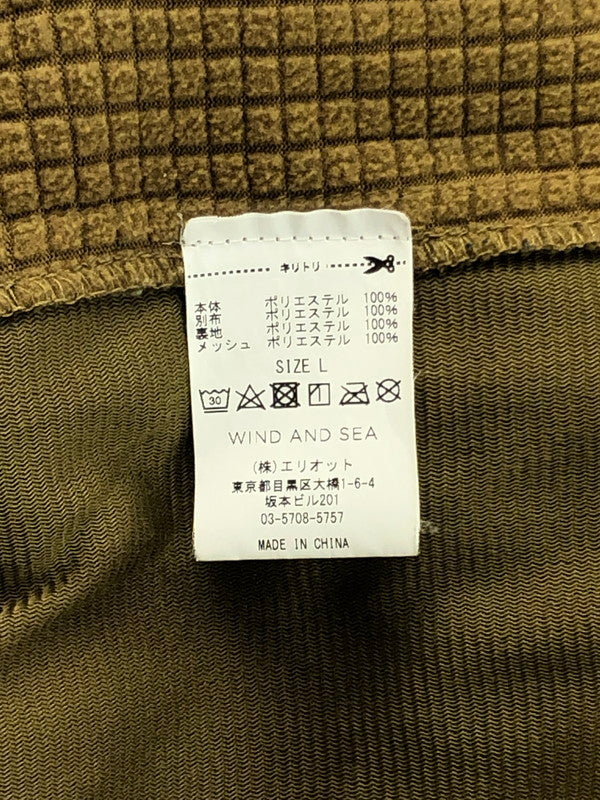 キリトリ
本体 ポリエステル 100%
別布 ポリエステル 100%
裏地 ポリエステル 100%
メッシュ ポリエステル 100%
SIZE L
30
WIND AND SEA
(株)エリオット
東京都目黒区大橋1-6-4
坂本ビル201
03-5708-5757
MADE IN CHINA